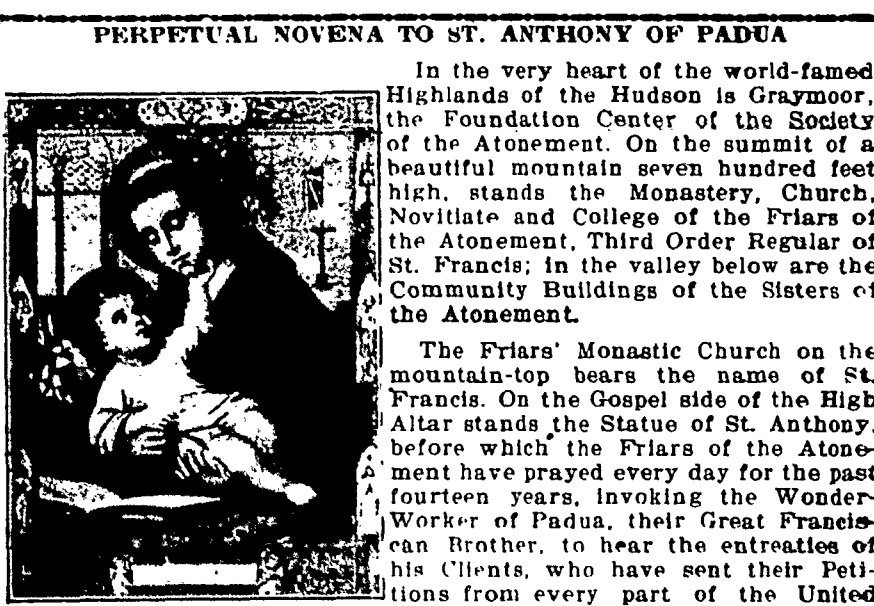 PERPETUAL NOVENA TO ST. ANTHONY OF PADUA
In the very heart of the world-famed
Highlands of the Hudson is Graymoor,
the Foundation Center of the Society
of the Atonement. On the summit of a
beautiful mountain seven hundred feet
high, stands the Monastery, Church,
Novitiate and College of the Friars of
the Atonement, Third Order Regular of
St. Francis; in the valley below are the
Community Buildings of the Sisters of
the Atonement.
The Friars' Monastic Church on the
mountain-top bears the name of St.
Francis. On the Gospel side of the High
Altar stands the Statue of St. Anthony,
before which the Friars of the Atone-
ment have prayed every day for the past
fourteen years, invoking the Wonder-
Worker of Padua, their Great Francis-
can Brother, to hear the entreaties of
his Clients, who have sent their Peti-
tions from every part of the United